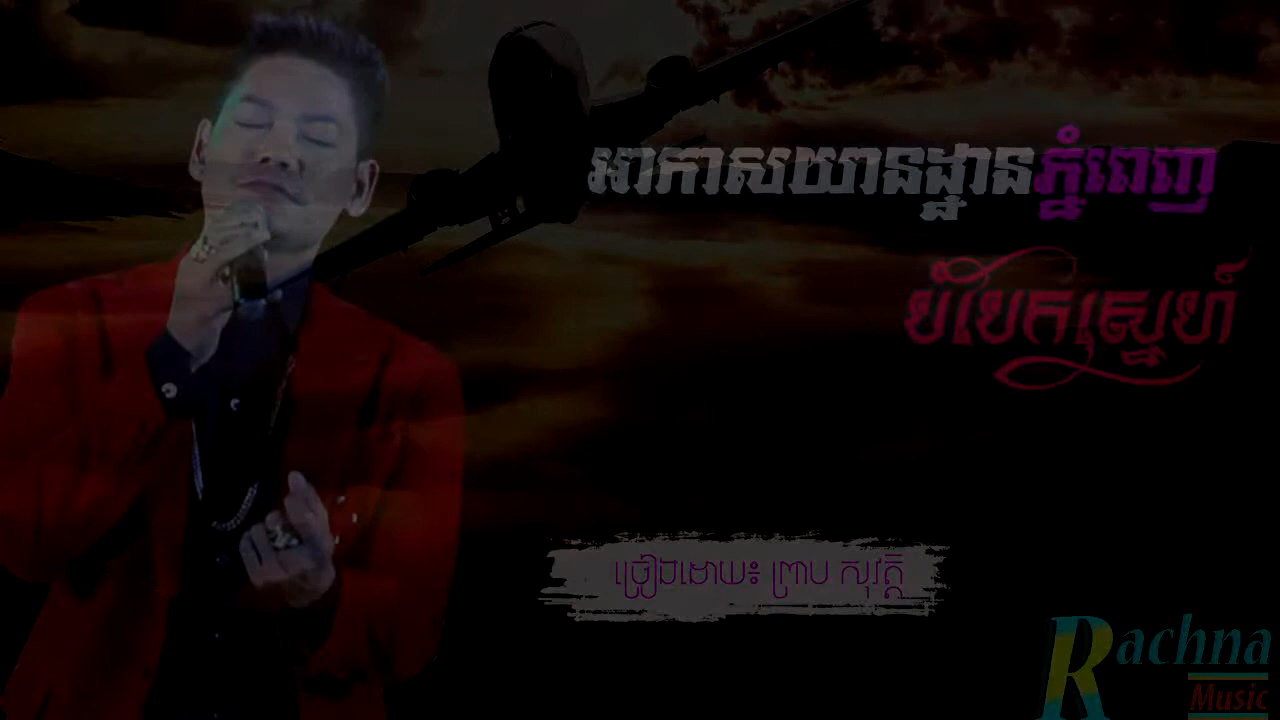 អាកាសយានដ្ឋានភ្នំពេញ
បំបែកស្នេហ៍
ច្រៀងដោយ៖ ព្រាប សុវត្ថិ
Rachna
Music